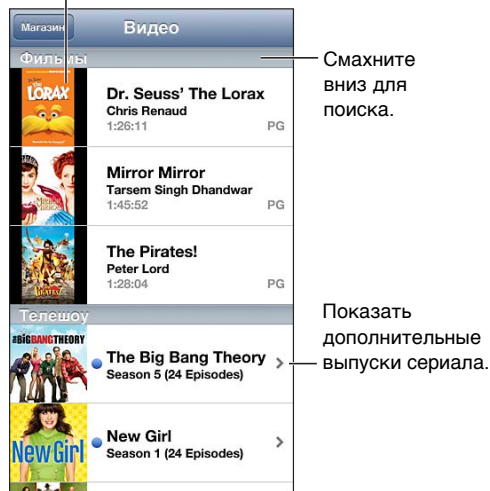 Магазин
Видео
Фильмы
Смахните
вниз для
поиска.
LORAX
Dr. Seuss' The Lorax
Chris Renaud
1:26:11
PG
Mirror Mirror
Tarsem Singh Dhandwar
1:45:52
PG
The Pirates!
Peter Lord
1:28:04
PG
Телешоу
Показать
дополнительные
выпуски сериала.
THE BIG BANG THEORY
The Big Bang Theory
Season 5 (24 Episodes)
New Girl
New Girl
Season 1 (24 Episodes)